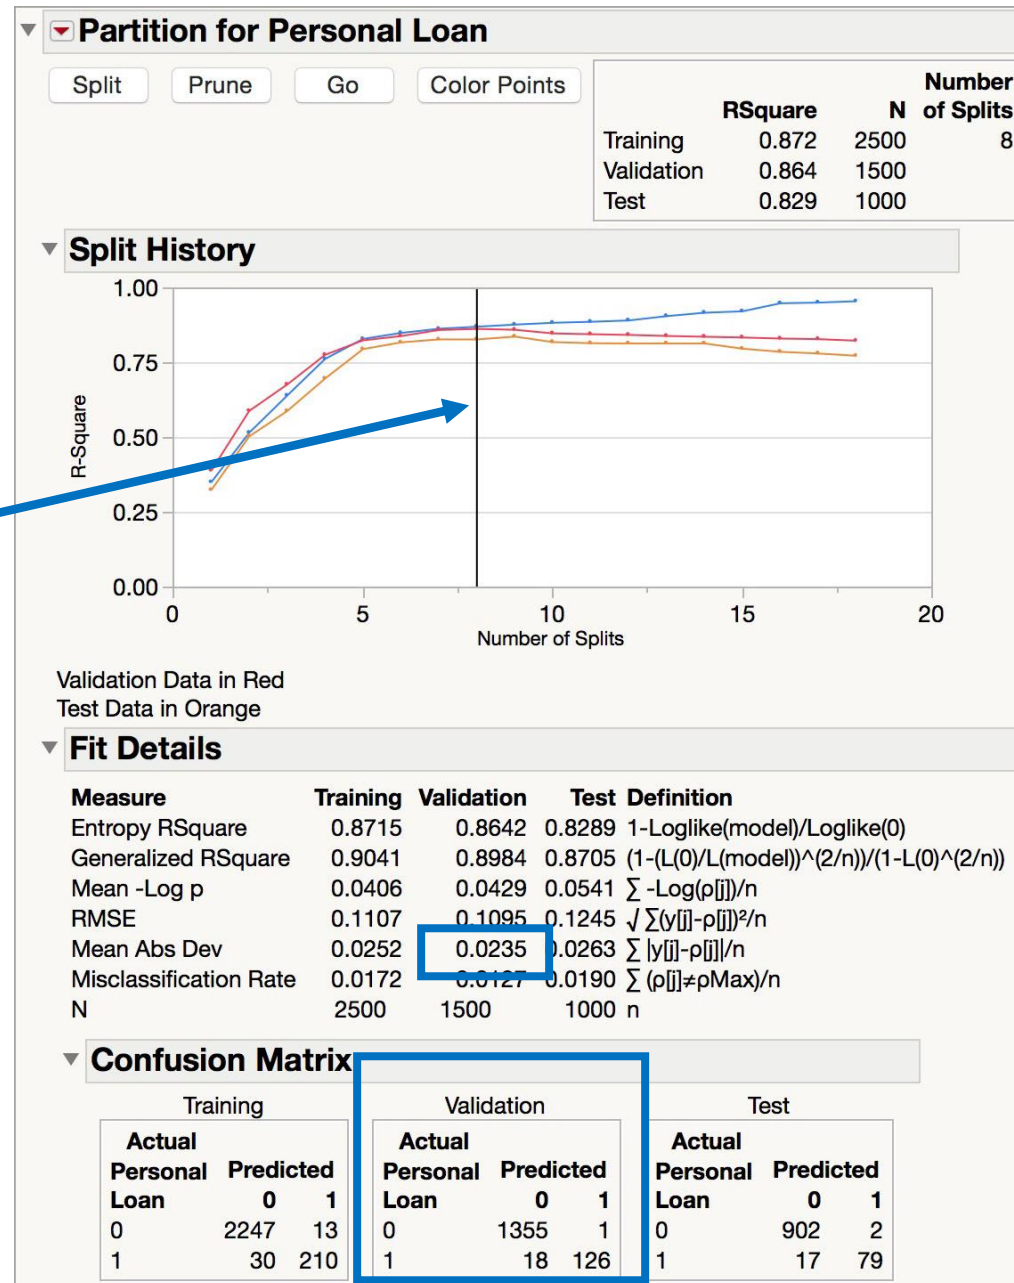 Partition for Personal Loan
Split Prune Go Color Points
Number
RSquare N of Splits
Training 0.872 2500 8
Validation 0.864 1500
Test 0.829 1000
Split History
1.00
0.75
0.50
0.25
0.00
R-Square
0 5 10 15 20
Number of Splits
Validation Data in Red
Test Data in Orange
Fit Details
Measure Training Validation Test Definition
Entropy RSquare 0.8715 0.8642 0.8289 1-Loglike(model)/Loglike(0)
Generalized RSquare 0.9041 0.8984 0.8705 (1-(L(0)/L(model))^(2/n))/(1-L(0)^(2/n))
Mean -Log p 0.0406 0.0429 0.0541 ∑ -Log(ρ[j])/n
RMSE 0.1107 0.1095 0.1245 √ ∑(y[j]-ρ[j])²/n
Mean Abs Dev 0.0252 0.0235 0.0263 ∑ |y[j]-ρ[j]|/n
Misclassification Rate 0.0172 0.0127 0.0190 ∑ (ρ[j]≠ρMax)/n
N 2500 1500 1000 n
Confusion Matrix
Training Validation Test
Actual Actual Actual
Personal Predicted Personal Predicted Personal Predicted
Loan 0 1 Loan 0 1 Loan 0 1
0 2247 13 0 1355 1 0 902 2
1 30 210 1 18 126 1 17 79